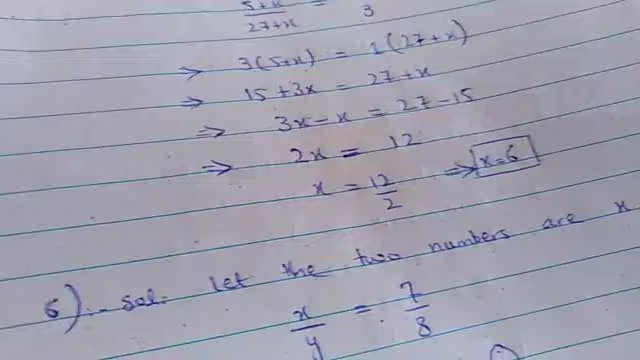 5+x/27+x = 3
⇒ 3(5+x) = 1(27+x)
⇒ 15+3x = 27+x
⇒ 3x-x = 27-15
⇒ 2x = 12
x = 12/2 ⇒ x=6
6). sol. Let the two numbers are x
x/y = 7/8